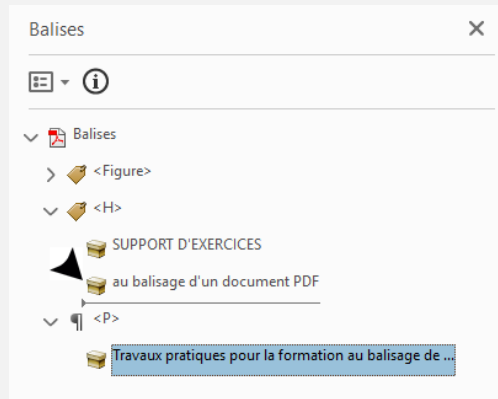 Balises
Balises
<Figure>
<H>
SUPPORT D'EXERCICES
au balisage d'un document PDF
<P>
Travaux pratiques pour la formation au balisage de ...